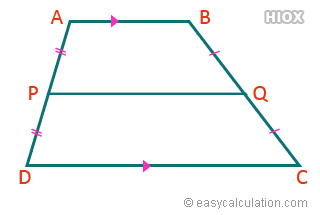 HIOX
A B
P Q
D C
© easycalculation.com